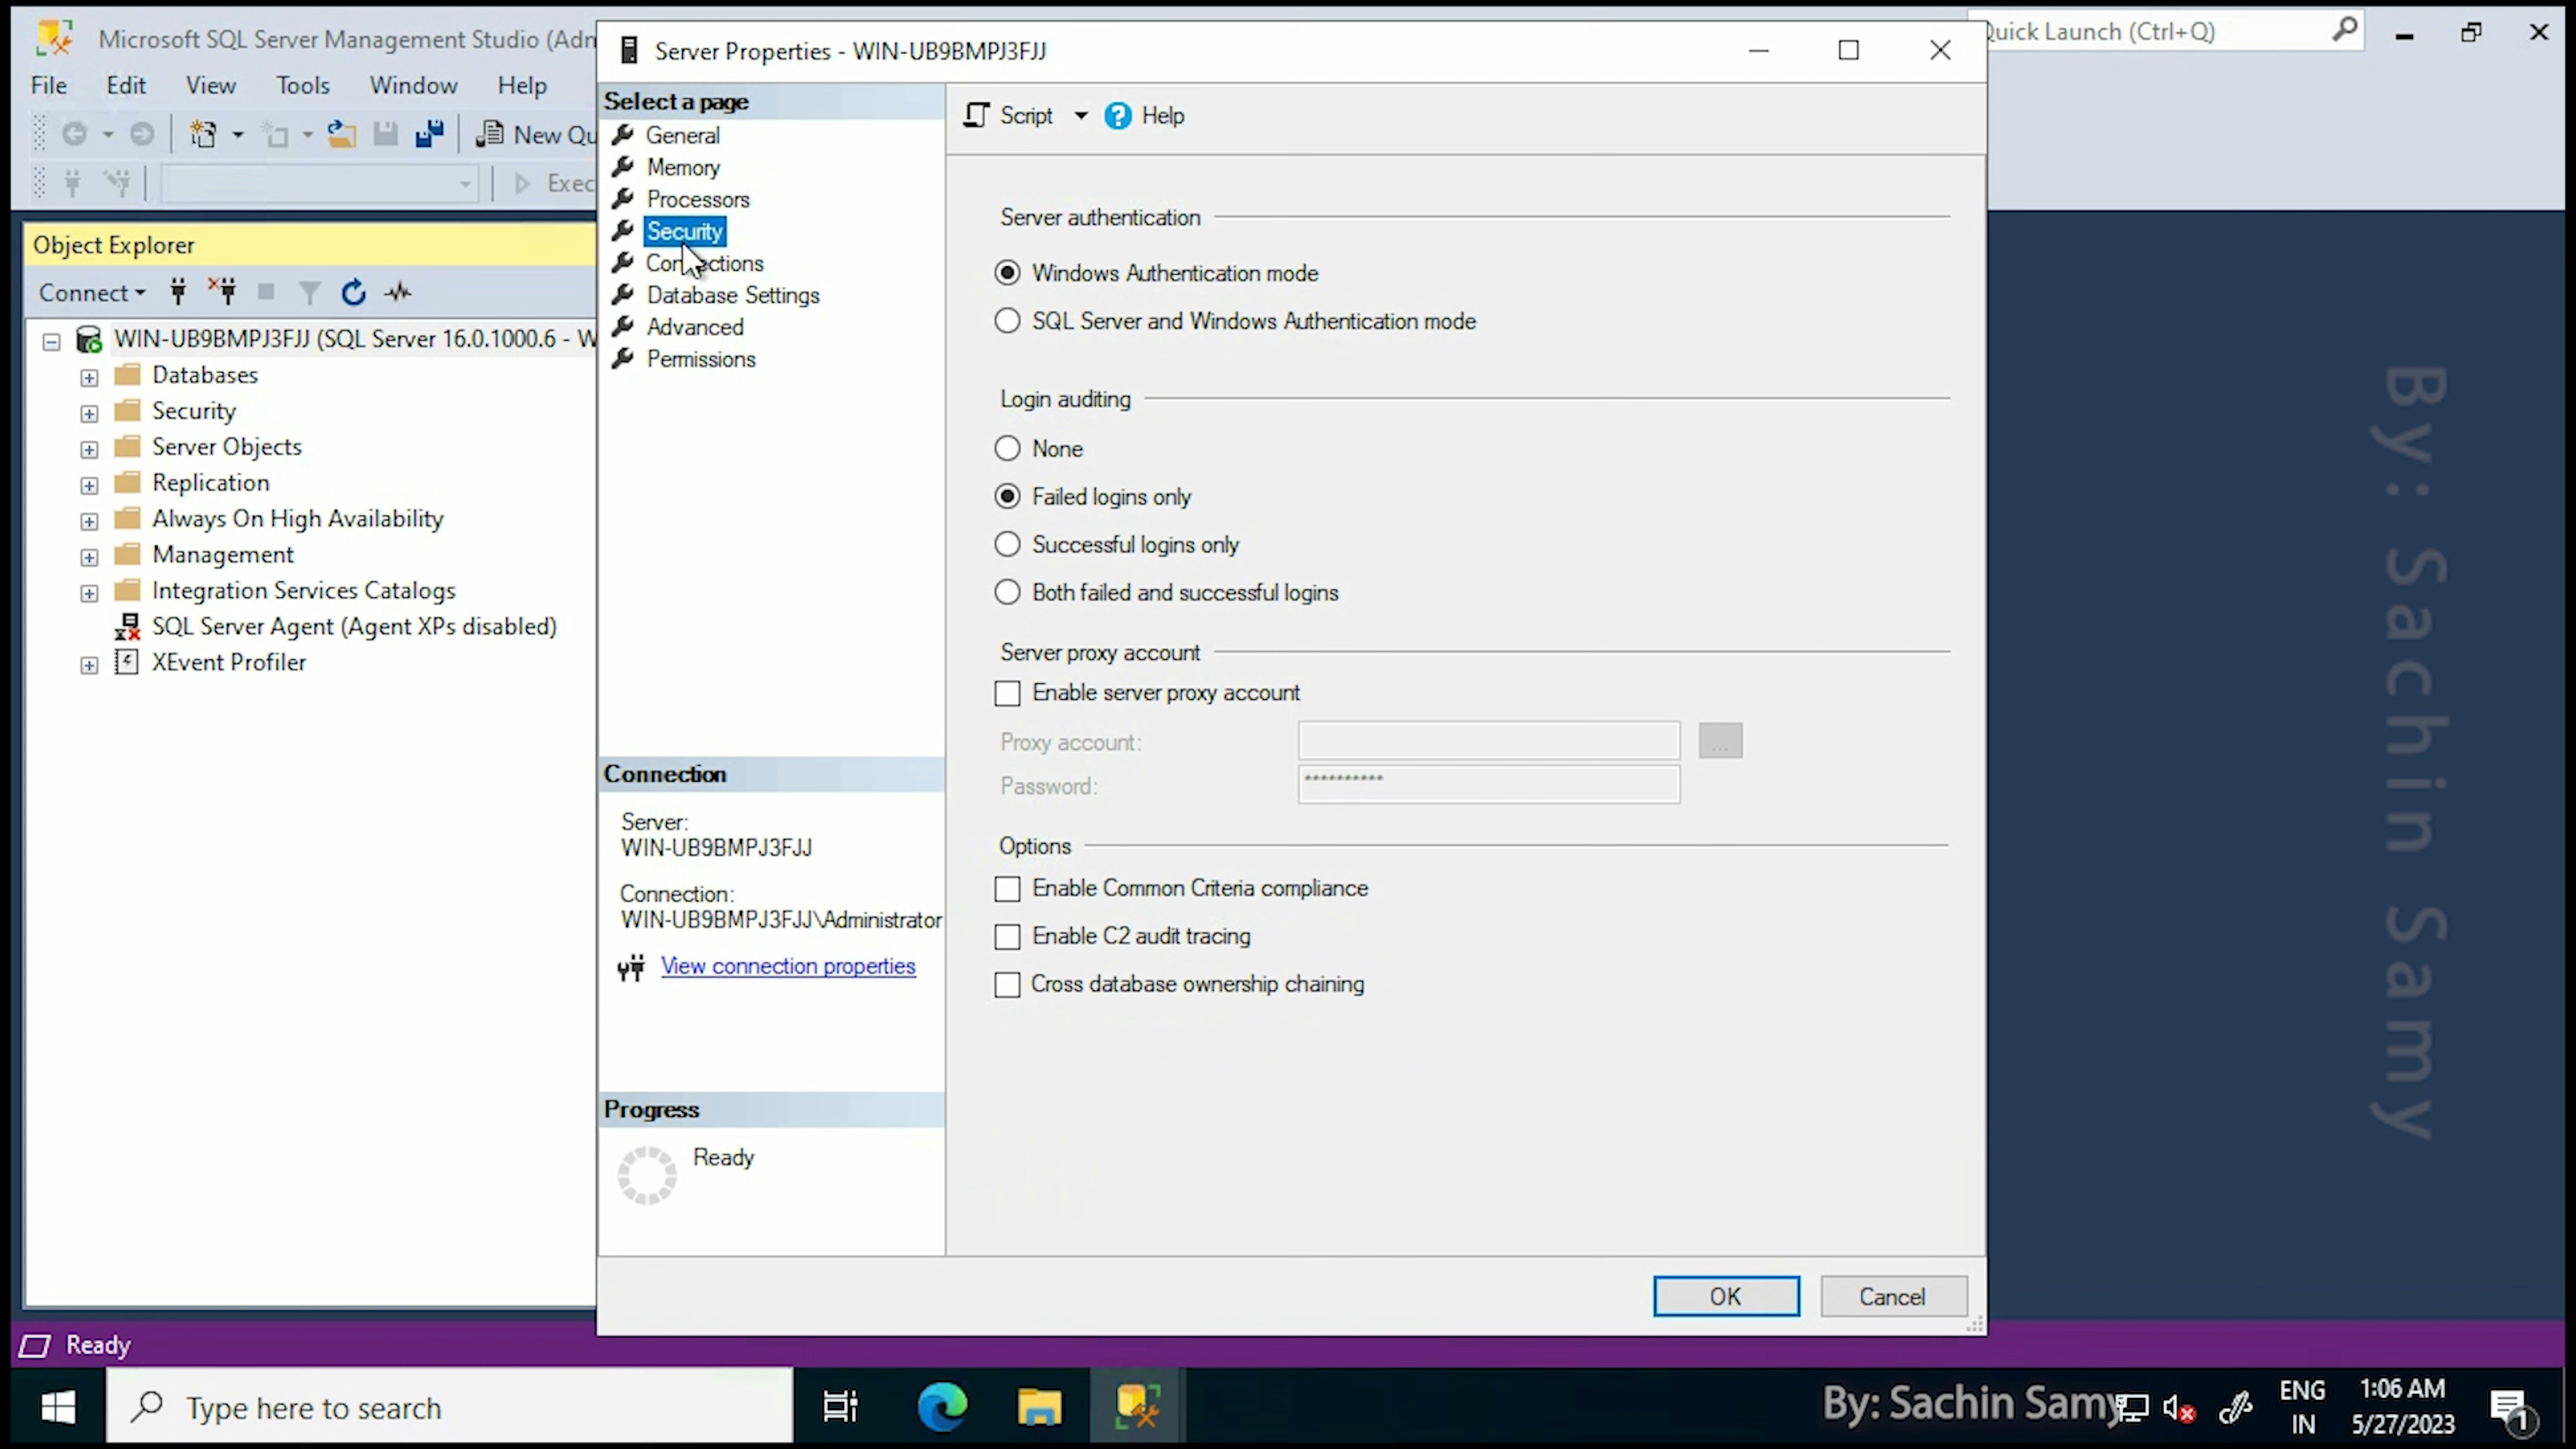 Microsoft SQL Server Management Studio (Adm
Quick Launch (Ctrl+Q)
File Edit View Tools Window Help
New Qu
Exec
Object Explorer
Connect
WIN-UB9BMPJ3FJJ (SQL Server 16.0.1000.6 - W
Databases
Security
Server Objects
Replication
Always On High Availability
Management
Integration Services Catalogs
SQL Server Agent (Agent XPs disabled)
XEvent Profiler
Server Properties - WIN-UB9BMPJ3FJJ
Select a page
General
Memory
Processors
Security
Connections
Database Settings
Advanced
Permissions
Connection
Server:
WIN-UB9BMPJ3FJJ
Connection:
WIN-UB9BMPJ3FJJ\Administrator
View connection properties
Progress
Ready
Script Help
Server authentication
Windows Authentication mode
SQL Server and Windows Authentication mode
Login auditing
None
Failed logins only
Successful logins only
Both failed and successful logins
Server proxy account
Enable server proxy account
Proxy account:
...
Password:
**********
Options
Enable Common Criteria compliance
Enable C2 audit tracing
Cross database ownership chaining
OK Cancel
By: Sachin Samy
Ready
Type here to search
By: Sachin Samy
ENG
IN
1:06 AM
5/27/2023
1